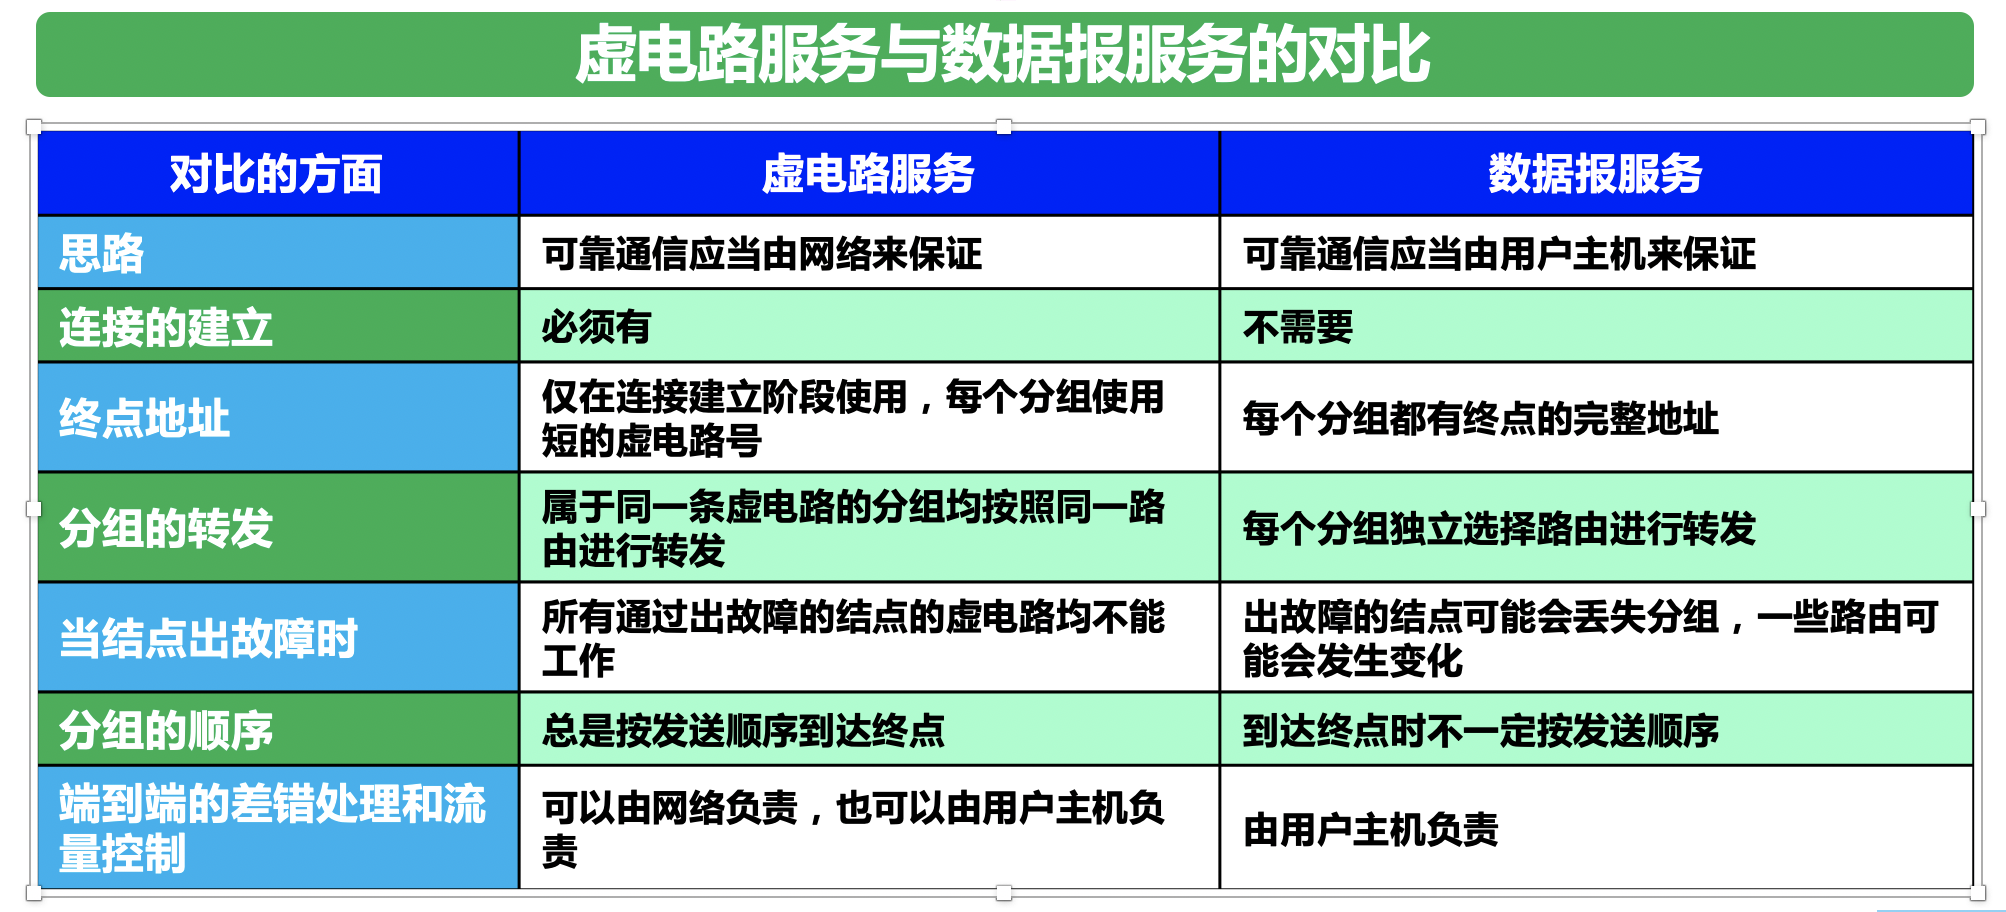 虚电路服务与数据报服务的对比
对比的方面
虚电路服务
数据报服务
思路
可靠通信应当由网络来保证
可靠通信应当由用户主机来保证
连接的建立
必须有
不需要
终点地址
仅在连接建立阶段使用，每个分组使用
短的虚电路号
每个分组都有终点的完整地址
分组的转发
属于同一条虚电路的分组均按照同一路
由进行转发
每个分组独立选择路由进行转发
当结点出故障时
所有通过出故障的结点的虚电路均不能
工作
出故障的结点可能会丢失分组，一些路由可
能会发生变化
分组的顺序
总是按发送顺序到达终点
到达终点时不一定按发送顺序
端到端的差错处理和流
量控制
可以由网络负责，也可以由用户主机负
责
由用户主机负责